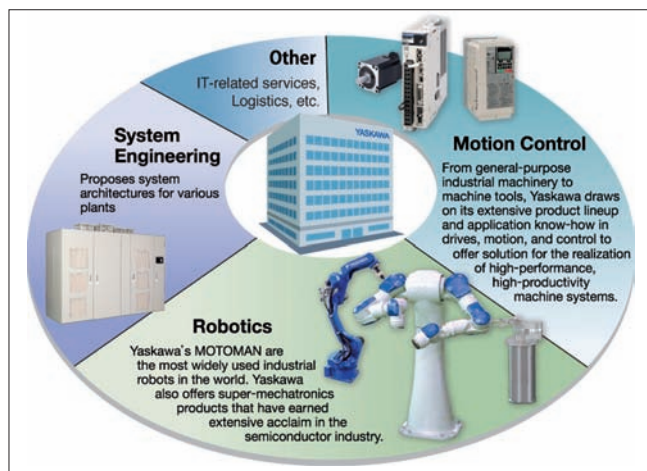 Other
IT-related services,
Logistics, etc.
YASKAWA
System
Engineering
Proposes system
architectures for various
plants
Motion Control
From general-purpose
industrial machinery to
machine tools, Yaskawa draws
on its extensive product lineup
and application know-how in
drives, motion, and control to
offer solution for the realization
of high-performance,
high-productivity
machine systems.
Robotics
Yaskawa's MOTOMAN are
the most widely used industrial
robots in the world. Yaskawa
also offers super-mechatronics
products that have earned
extensive acclaim in the
semiconductor industry.